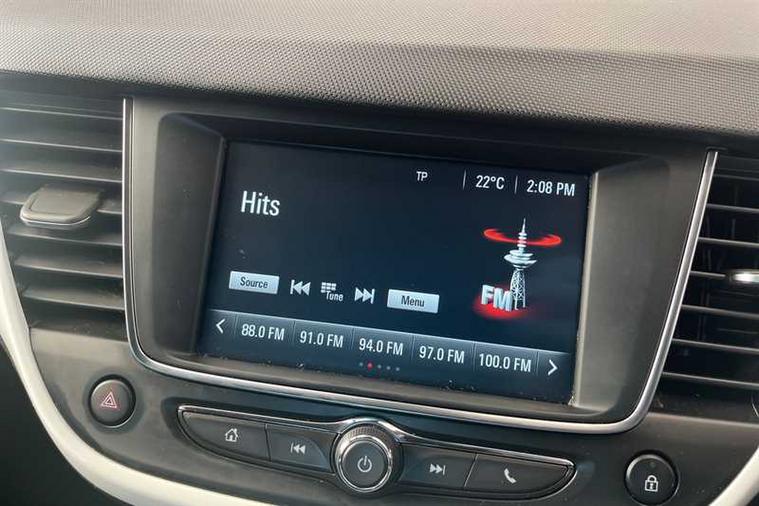 TP 22°C 2:08 PM
Hits
FM
Source Tune Menu
88.0 FM 91.0 FM 94.0 FM 97.0 FM 100.0 FM